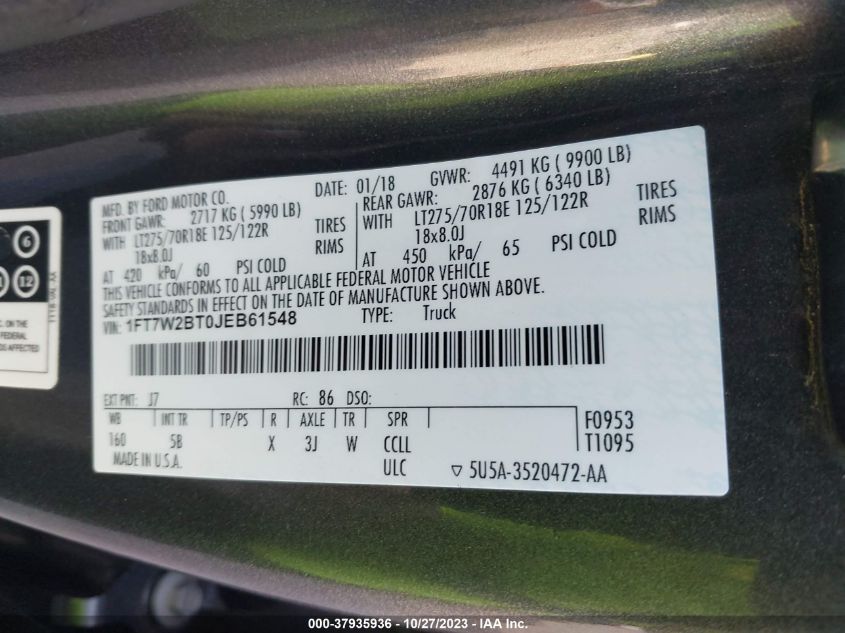 MFD. BY FORD MOTOR CO.
DATE: 01/18 GVWR: 4491 KG ( 9900 LB)
FRONT GAWR: 2717 KG ( 5990 LB)
REAR GAWR: 2876 KG ( 6340 LB)
WITH LT275/70R18E 125/122R TIRES
WITH LT275/70R18E 125/122R TIRES
18x8.0J RIMS
18x8.0J RIMS
AT 420 kPa/ 60 PSI COLD
AT 450 kPa/ 65 PSI COLD
THIS VEHICLE CONFORMS TO ALL APPLICABLE FEDERAL MOTOR VEHICLE
SAFETY STANDARDS IN EFFECT ON THE DATE OF MANUFACTURE SHOWN ABOVE.
VIN: 1FT7W2BT0JEB61548 TYPE: Truck
EXT PNT: J7 RC: 86 DSO:
WB INT TR TP/PS R AXLE TR SPR F0953
160 5B X 3J W CCLL T1095
MADE IN U.S.A. ULC ▽ 5U5A-3520472-AA
6
12
C. ON THE
FEDERAL
S AFFECTED
000-37935936 - 10/27/2023 - IAA Inc.